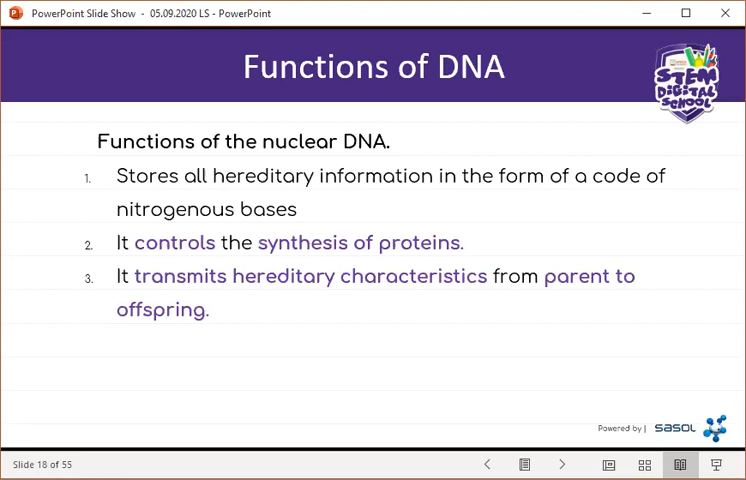 PowerPoint Slide Show - 05.09.2020 LS - PowerPoint
Functions of DNA
STEM
DIGITAL
SCHOOL
Functions of the nuclear DNA.
1. Stores all hereditary information in the form of a code of
nitrogenous bases
2. It controls the synthesis of proteins.
3. It transmits hereditary characteristics from parent to
offspring.
Powered by | sasol
Slide 18 of 55